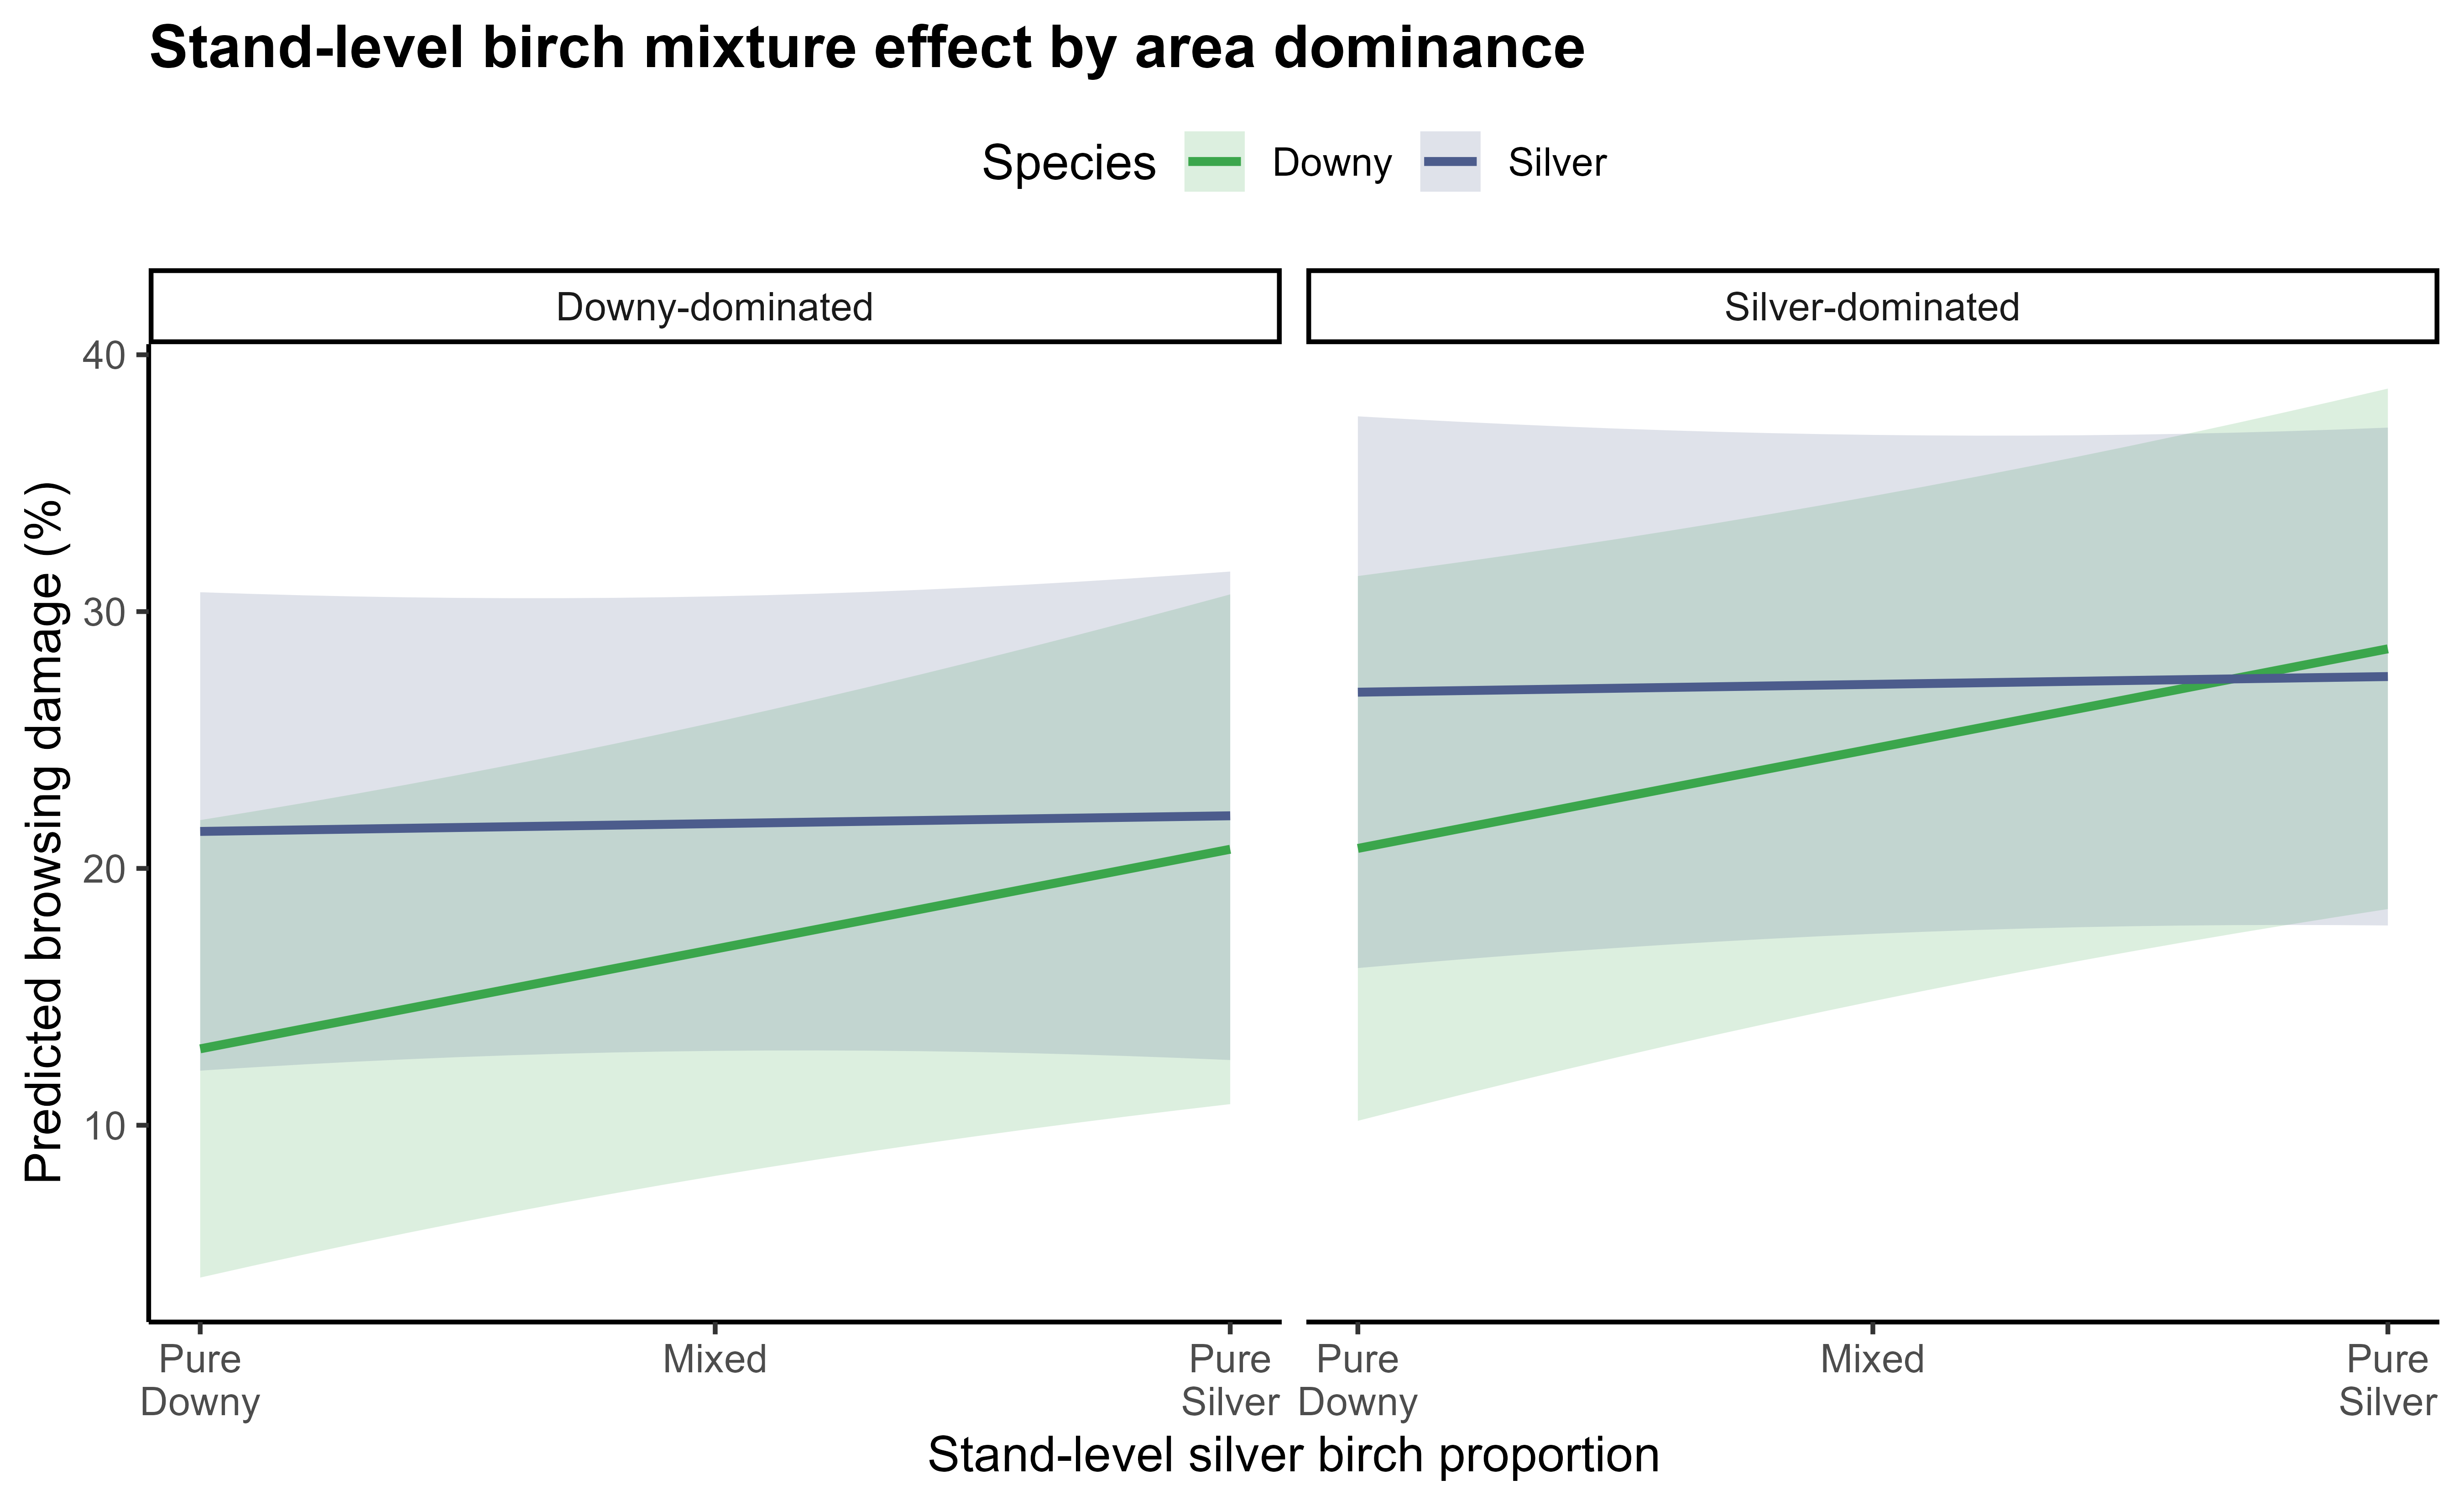 Stand-level birch mixture effect by area dominance
Species Downy Silver
Downy-dominated Silver-dominated
Predicted browsing damage (%)
40
30
20
10
Pure Mixed Pure Pure Mixed Pure
Downy Silver Downy Silver
Stand-level silver birch proportion